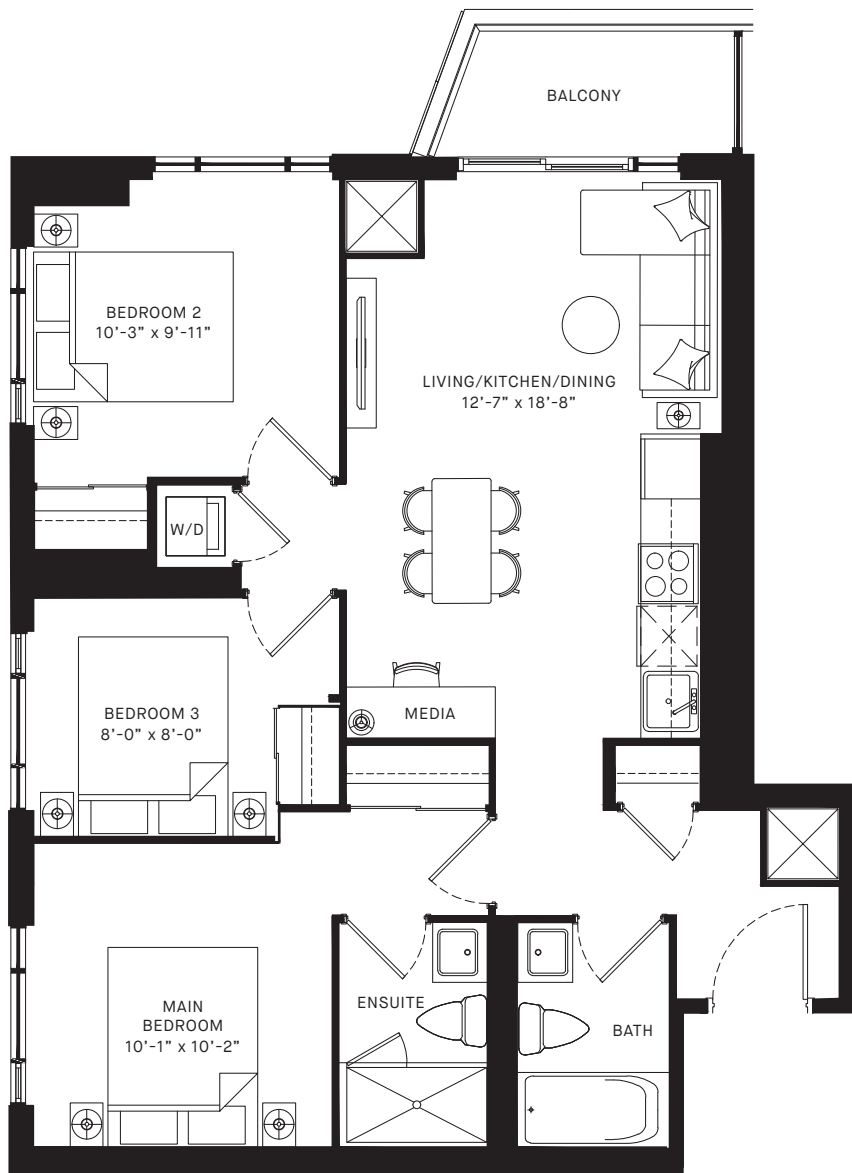 BALCONY
BEDROOM 2
10’-3” x 9’-11”
LIVING/KITCHEN/DINING
12’-7” x 18’-8”
W/D
BEDROOM 3
8’-0” x 8’-0”
MEDIA
MAIN
BEDROOM
10’-1” x 10’-2”
ENSUITE
BATH